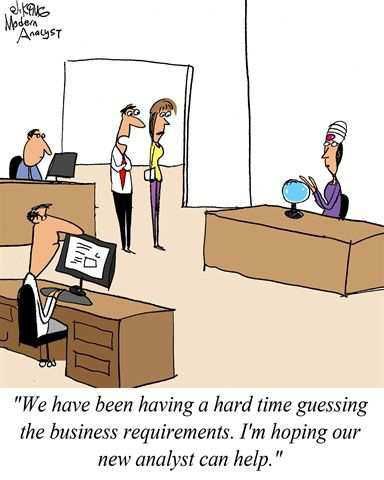 Modern
Analyst
"We have been having a hard time guessing
the business requirements. I'm hoping our
new analyst can help."